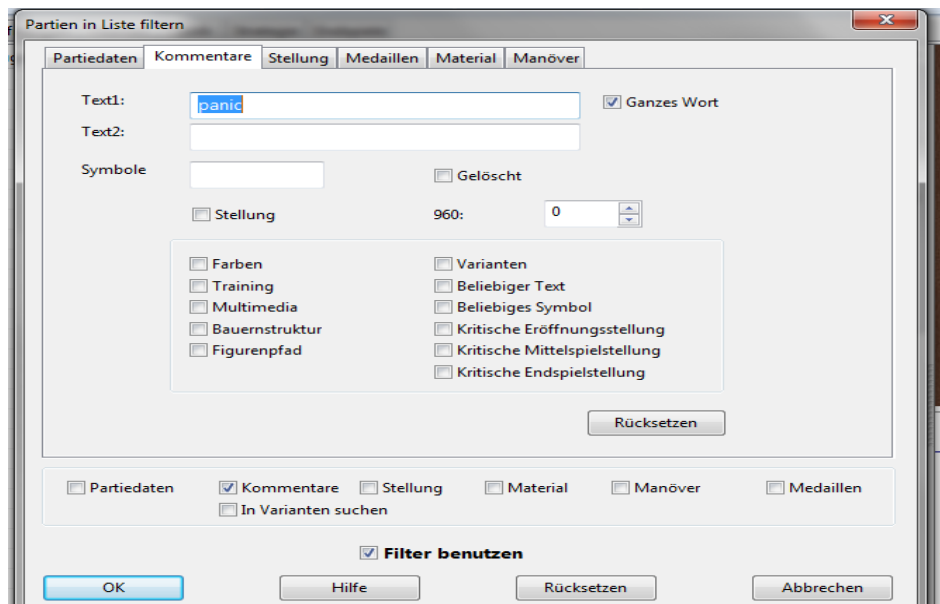 Partien in Liste filtern
Partiedaten Kommentare Stellung Medaillen Material Manöver
Text1: panic Ganzes Wort
Text2:
Symbole Gelöscht
Stellung 960: 0
Farben Varianten
Training Beliebiger Text
Multimedia Beliebiges Symbol
Bauernstruktur Kritische Eröffnungsstellung
Figurenpfad Kritische Mittelspielstellung
Kritische Endspielstellung
Rücksetzen
Partiedaten Kommentare Stellung Material Manöver Medaillen
In Varianten suchen
Filter benutzen
OK Hilfe Rücksetzen Abbrechen